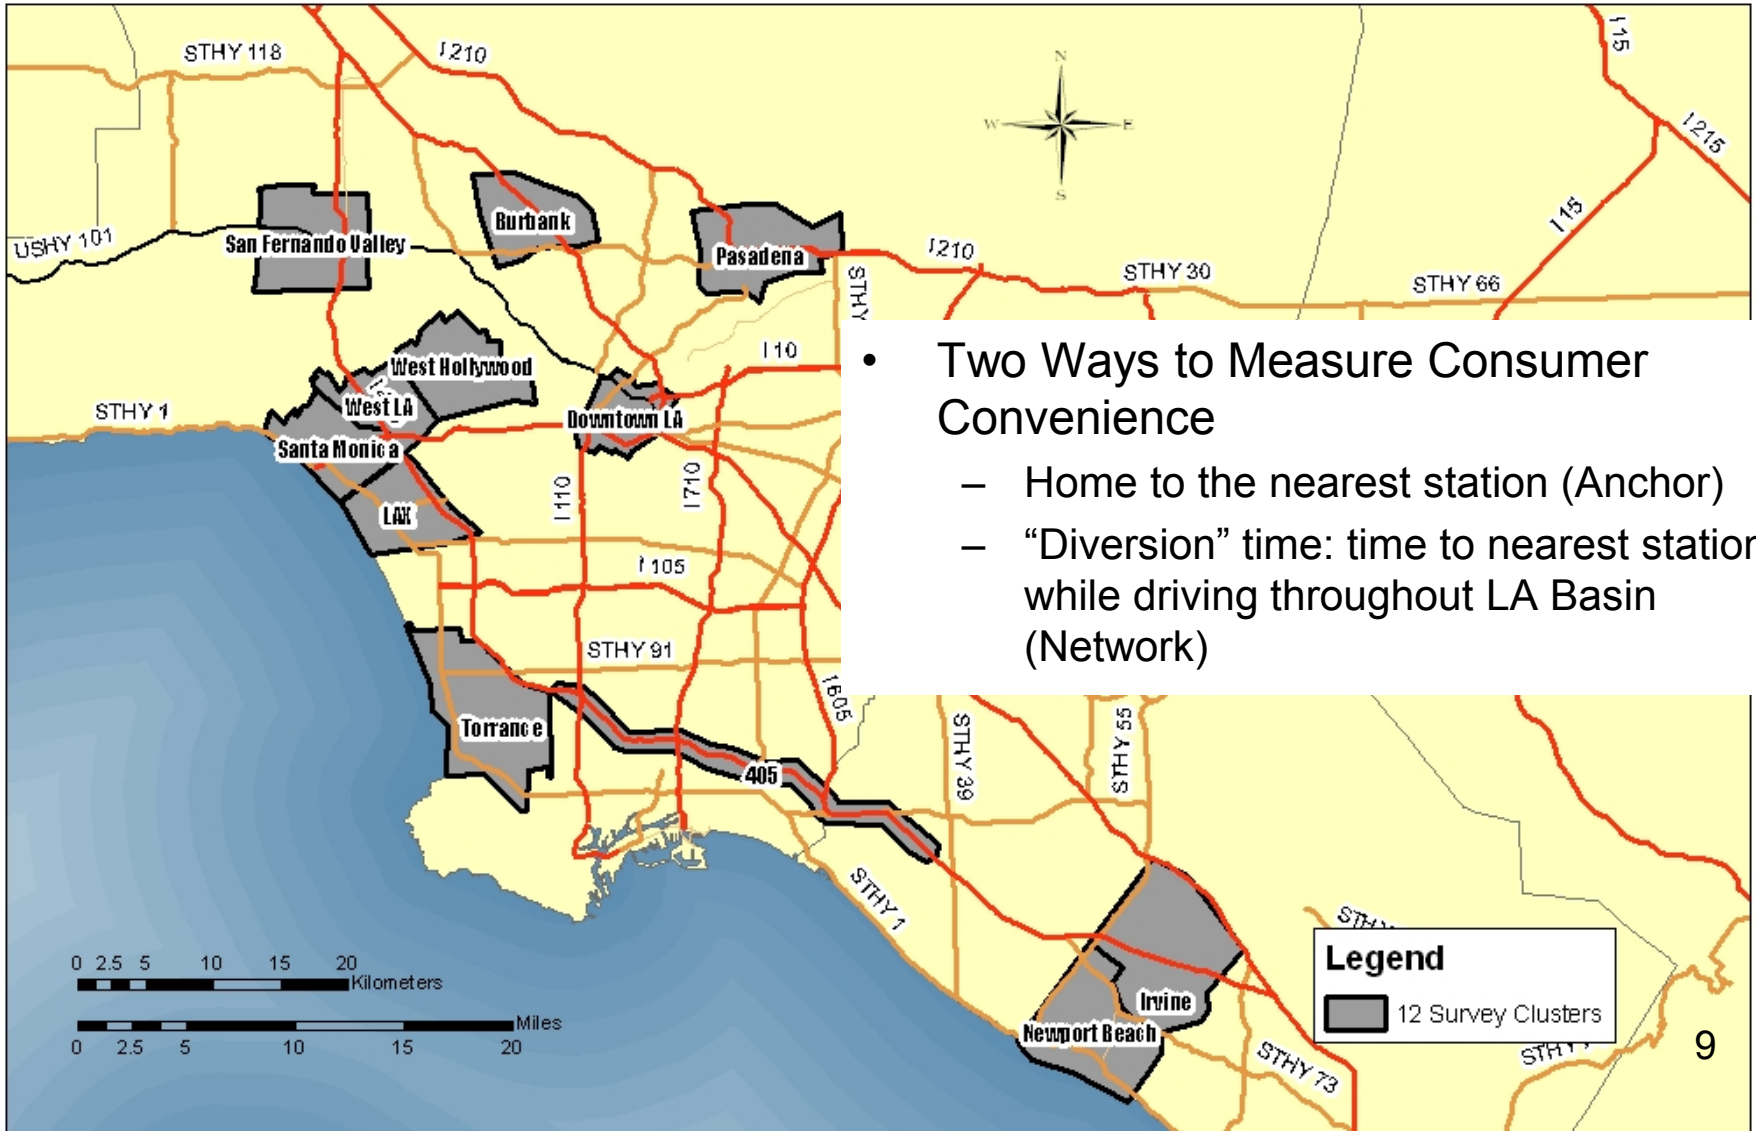 STHY 118
I 210
N
W
E
S
I 15
I 215
I 15
USHY 101
San Fernando Valley
Burbank
Pasadena
I 210
STHY 30
STHY 66
STHY
West Hollywood
I 10
West LA
STHY 1
Downtown LA
Santa Monica
I 110
I 710
LAX
I 105
STHY 91
Torrance
405
I 605
STHY 39
STHY 55
STHY 1
• Two Ways to Measure Consumer
Convenience
– Home to the nearest station (Anchor)
– “Diversion” time: time to nearest station
while driving throughout LA Basin
(Network)
0 2.5 5 10 15 20
Kilometers
Miles
0 2.5 5 10 15 20
Irvine
Newport Beach
STHY 73
STHY
Legend
12 Survey Clusters
STHY
9